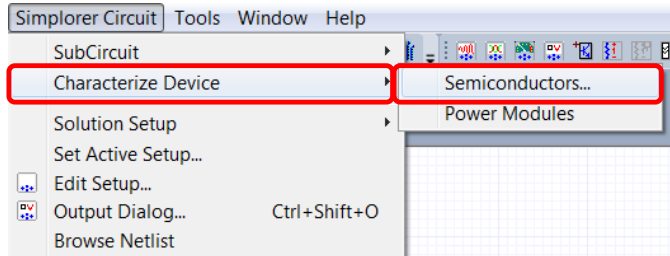 Simplorer Circuit Tools Window Help
SubCircuit
Characterize Device
Semiconductors...
Power Modules
Solution Setup
Set Active Setup...
Edit Setup...
Output Dialog... Ctrl+Shift+O
Browse Netlist